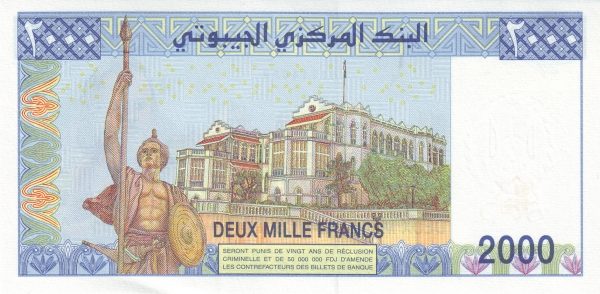 ٢٠٠٠ البنك المركزي الجيبوتي ٢٠٠٠
DEUX MILLE FRANCS
SERONT PUNIS DE VINGT ANS DE RÉCLUSION
CRIMINELLE ET DE 50 000 000 FDJ D'AMENDE
LES CONTREFACTEURS DES BILLETS DE BANQUE
2000